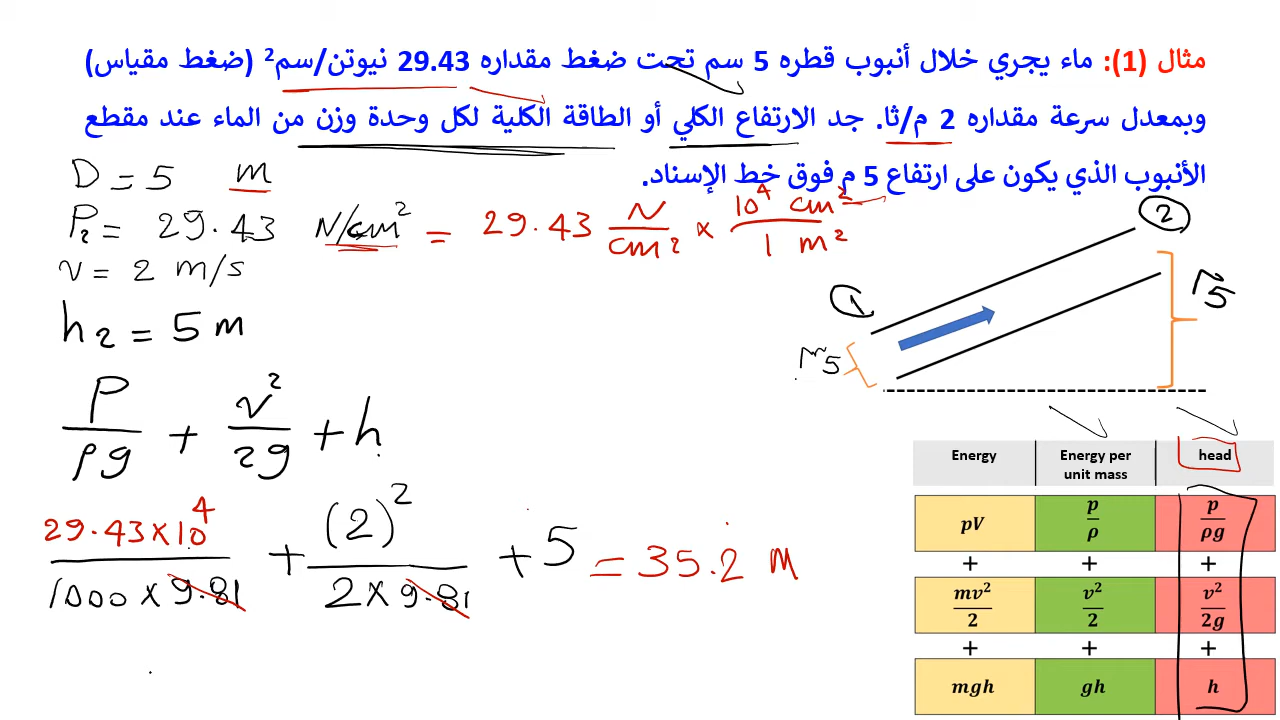 مثال (1): ماء يجري خلال أنبوب قطره 5 سم تحت ضغط مقداره 29.43 نيوتن/سم² (ضغط مقياس)
وبمعدل سرعة مقداره 2 م/ثا. جد الارتفاع الكلي أو الطاقة الكلية لكل وحدة وزن من الماء عند مقطع
الأنبوب الذي يكون على ارتفاع 5 م فوق خط الإسناد.
D = 5 m
P₂ = 29.43 N/cm² = 29.43 N/cm² × 10⁴ cm²/1 m²
v = 2 m/s
h₂ = 5 m
2
1
5م
5م
P/ρg + v²/2g + h
29.43×10⁴/1000 × 9.81 + (2)²/2 × 9.81 + 5 = 35.2 m
Energy Energy per unit mass head
pV p/ρ p/ρg
+ + +
mv²/2 v²/2 v²/2g
+ + +
mgh gh h